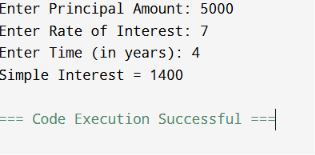 Enter Principal Amount: 5000
Enter Rate of Interest: 7
Enter Time (in years): 4
Simple Interest = 1400
=== Code Execution Successful ===